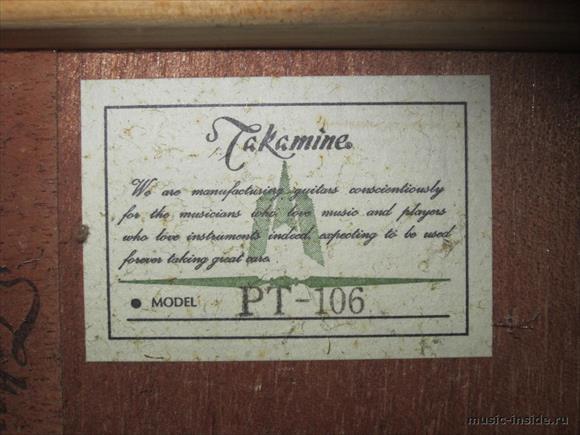 Takamine
We are manufacturing guitars conscientiously
for the musicians who love music and players
who love instruments indeed, expecting to be used
forever taking great care.
● MODEL PT-106
music-inside.ru